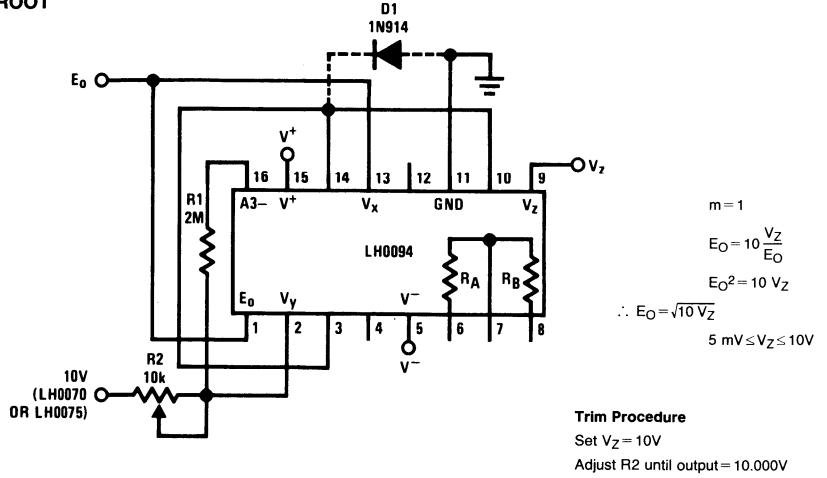 ROOT
D1
1N914
Eo
V+
16 15 14 13 12 11 10 9
Vz
A3– V+ Vx GND Vz
R1
2M
LH0094
RA RB
Eo Vy V–
1 2 3 4 5 6 7 8
V–
R2
10k
10V
(LH0070
OR LH0075)
m = 1
EO = 10 VZ/EO
EO² = 10 VZ
∴ EO = √10 VZ
5 mV ≤ VZ ≤ 10V
Trim Procedure
Set VZ = 10V
Adjust R2 until output = 10.000V